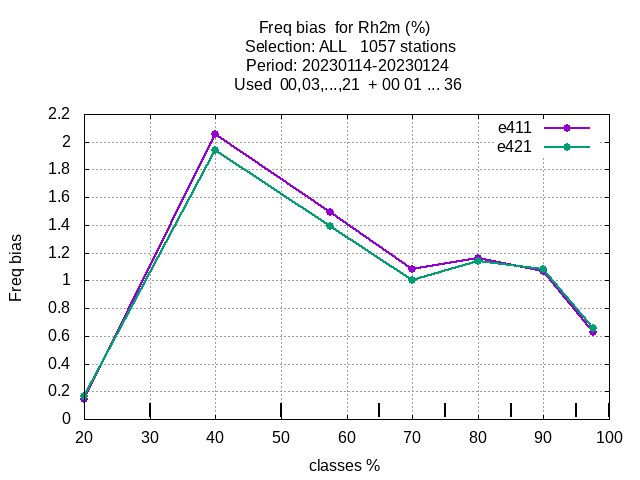 Freq bias  for Rh2m (%)
Selection: ALL   1057 stations
Period: 20230114-20230124
Used  00,03,...,21  + 00 01 ... 36
e411
e421
2.2
2
1.8
1.6
1.4
1.2
1
0.8
0.6
0.4
0.2
0
Freq bias
20 30 40 50 60 70 80 90 100
classes %